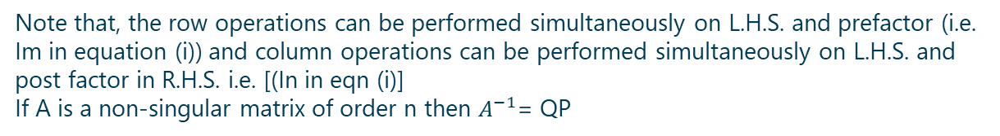 Note that, the row operations can be performed simultaneously on L.H.S. and prefactor (i.e.
Im in equation (i)) and column operations can be performed simultaneously on L.H.S. and
post factor in R.H.S. i.e. [(In in eqn (i)]
If A is a non-singular matrix of order n then A⁻¹= QP